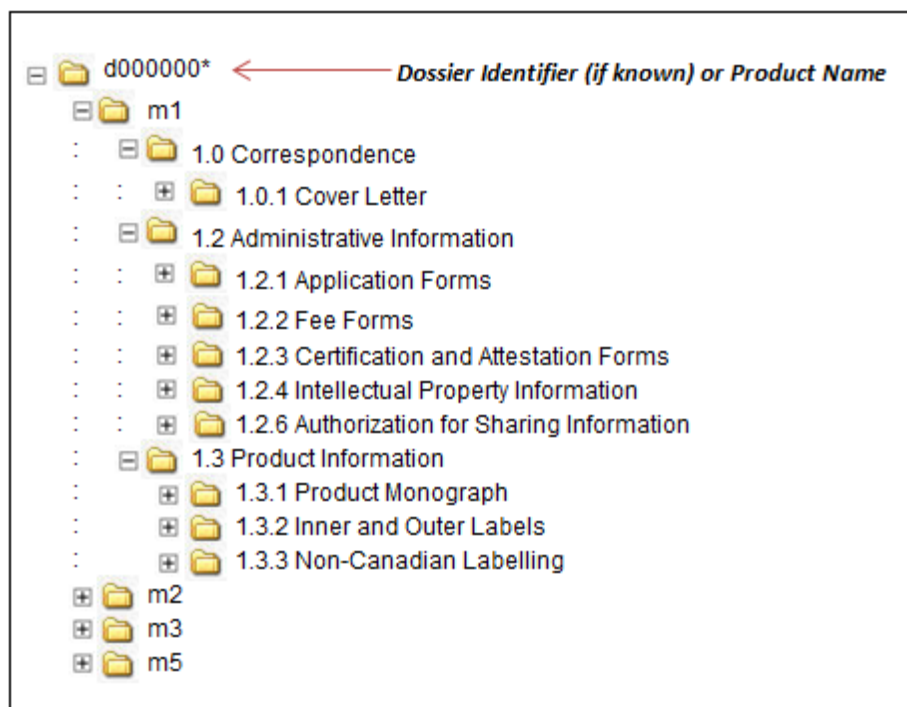 d000000* Dossier Identifier (if known) or Product Name
m1
1.0 Correspondence
1.0.1 Cover Letter
1.2 Administrative Information
1.2.1 Application Forms
1.2.2 Fee Forms
1.2.3 Certification and Attestation Forms
1.2.4 Intellectual Property Information
1.2.6 Authorization for Sharing Information
1.3 Product Information
1.3.1 Product Monograph
1.3.2 Inner and Outer Labels
1.3.3 Non-Canadian Labelling
m2
m3
m5